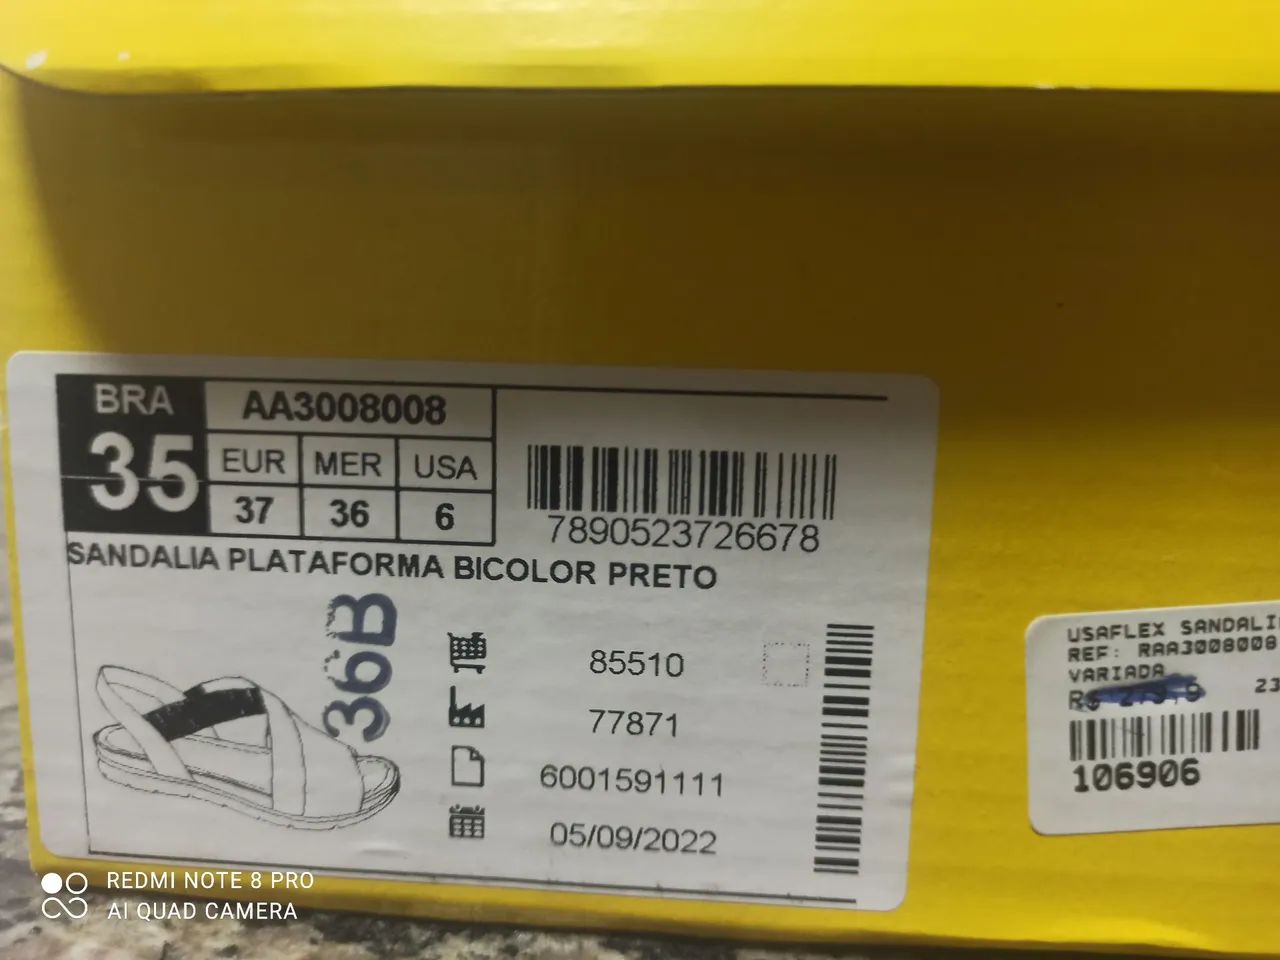 BRA
35
AA3008008
EUR MER USA
37 36 6
7890523726678
SANDALIA PLATAFORMA BICOLOR PRETO
36B
85510
77871
6001591111
05/09/2022
USAFLEX SANDALI
REF: RAA3008008
VARIADA
R$
23
106906
REDMI NOTE 8 PRO
AI QUAD CAMERA